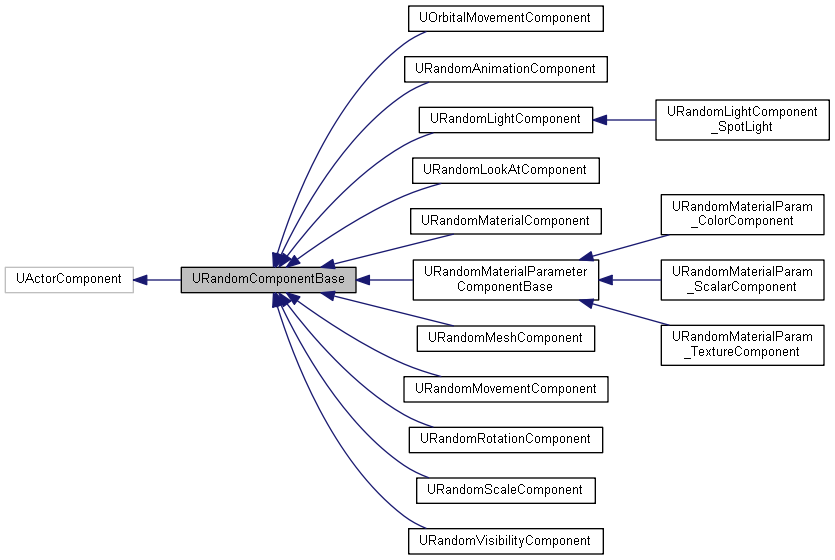 UOrbitalMovementComponent
URandomAnimationComponent
URandomLightComponent
URandomLightComponent
_SpotLight
URandomLookAtComponent
URandomMaterialComponent
URandomMaterialParam
_ColorComponent
UActorComponent
URandomComponentBase
URandomMaterialParameter
ComponentBase
URandomMaterialParam
_ScalarComponent
URandomMeshComponent
URandomMaterialParam
_TextureComponent
URandomMovementComponent
URandomRotationComponent
URandomScaleComponent
URandomVisibilityComponent